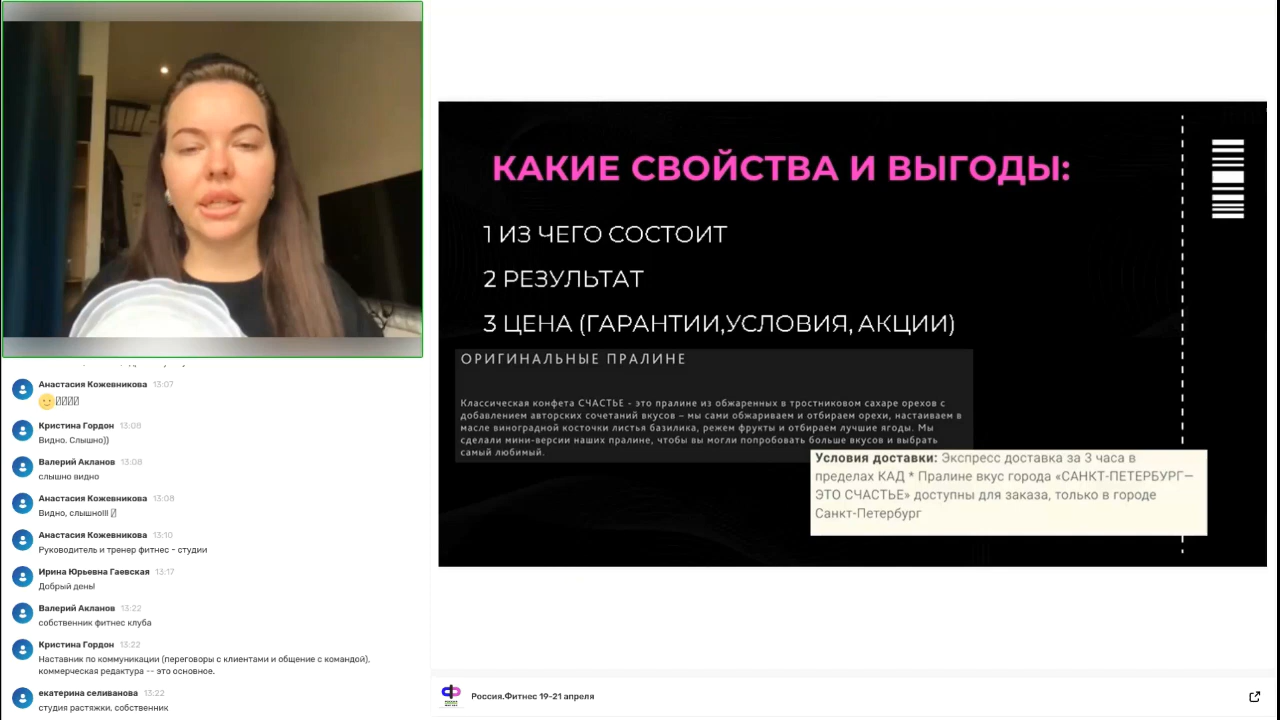 КАКИЕ СВОЙСТВА И ВЫГОДЫ:
1 ИЗ ЧЕГО СОСТОИТ
2 РЕЗУЛЬТАТ
3 ЦЕНА (ГАРАНТИИ,УСЛОВИЯ, АКЦИИ)
ОРИГИНАЛЬНЫЕ ПРАЛИНЕ
Классическая конфета СЧАСТЬЕ - это пралине из обжаренных в тростниковом сахаре орехов с
добавлением авторских сочетаний вкусов – мы сами обжариваем и отбираем орехи, настаиваем в
масле виноградной косточки листья базилика, режем фрукты и отбираем лучшие ягоды. Мы
сделали мини-версии наших пралине, чтобы вы могли попробовать больше вкусов и выбрать
самый любимый.
Условия доставки: Экспресс доставка за 3 часа в
пределах КАД * Пралине вкус города «САНКТ-ПЕТЕРБУРГ—
ЭТО СЧАСТЬЕ» доступны для заказа, только в городе
Санкт-Петербург
Анастасия Кожевникова 13:07
Кристина Гордон 13:08
Видно. Слышно))
Валерий Акланов 13:08
слышно видно
Анастасия Кожевникова 13:08
Видно, слышно!!!
Анастасия Кожевникова 13:10
Руководитель и тренер фитнес - студии
Ирина Юрьевна Гаевская 13:17
Добрый день!
Валерий Акланов 13:22
собственник фитнес клуба
Кристина Гордон 13:22
Наставник по коммуникации (переговоры с клиентами и общение с командой),
коммерческая редактура -- это основное.
екатерина селиванова 13:22
студия растяжки. собственник
Россия.Фитнес 19-21 апреля